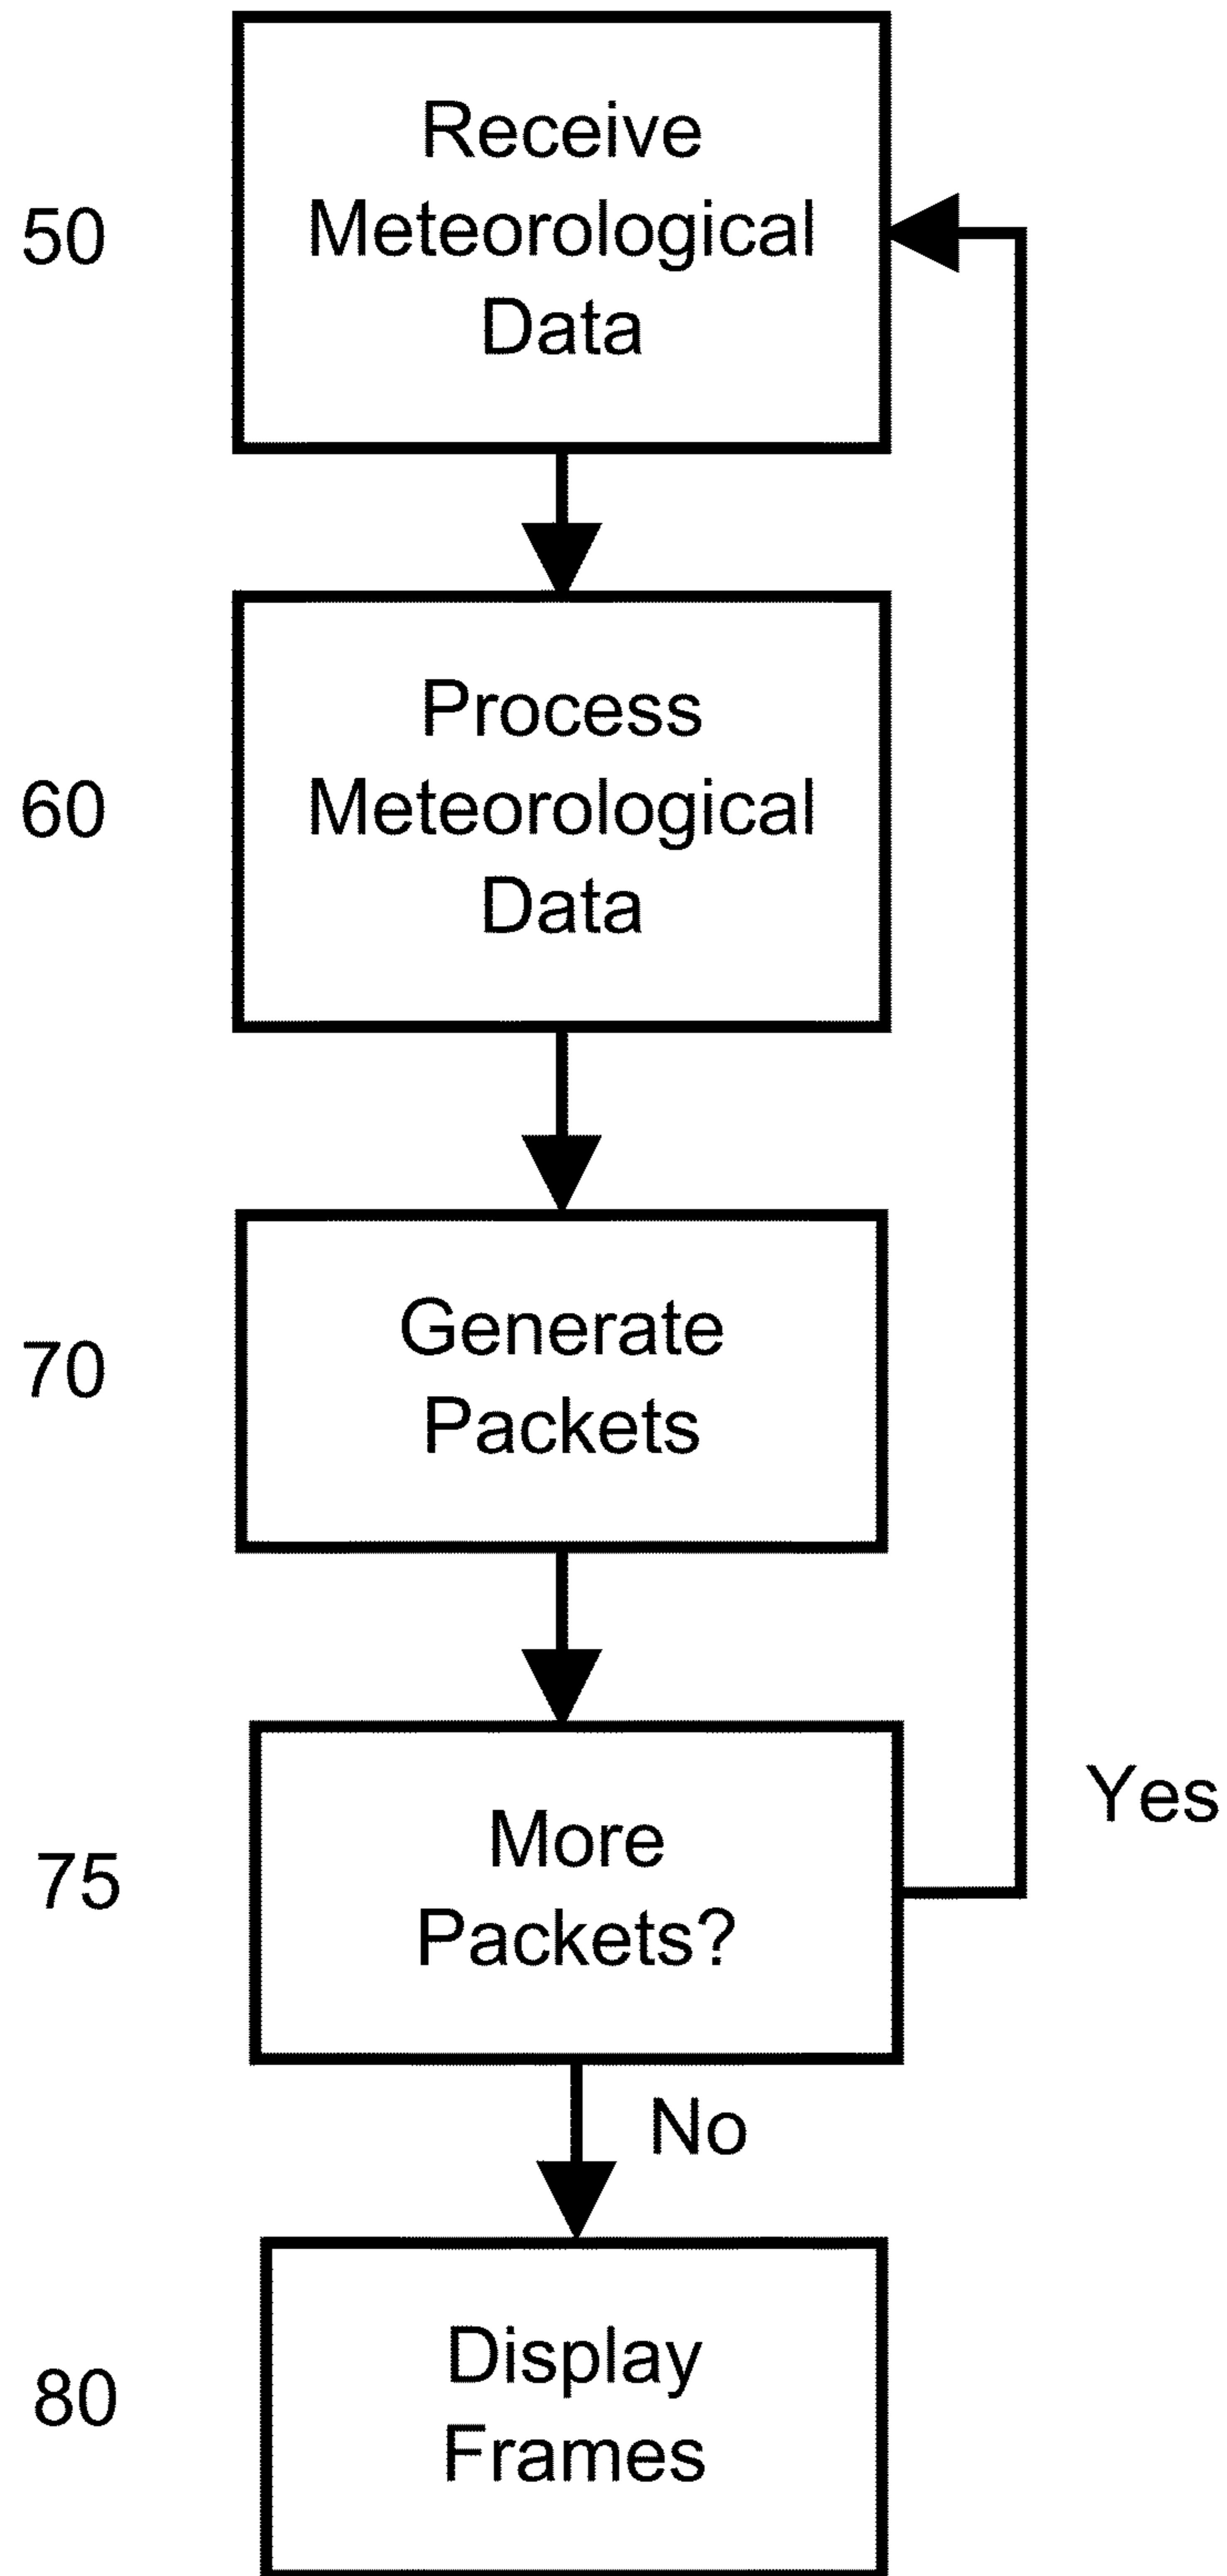 50
Receive
Meteorological
Data
60
Process
Meteorological
Data
70
Generate
Packets
75
More
Packets?
Yes
No
80
Display
Frames